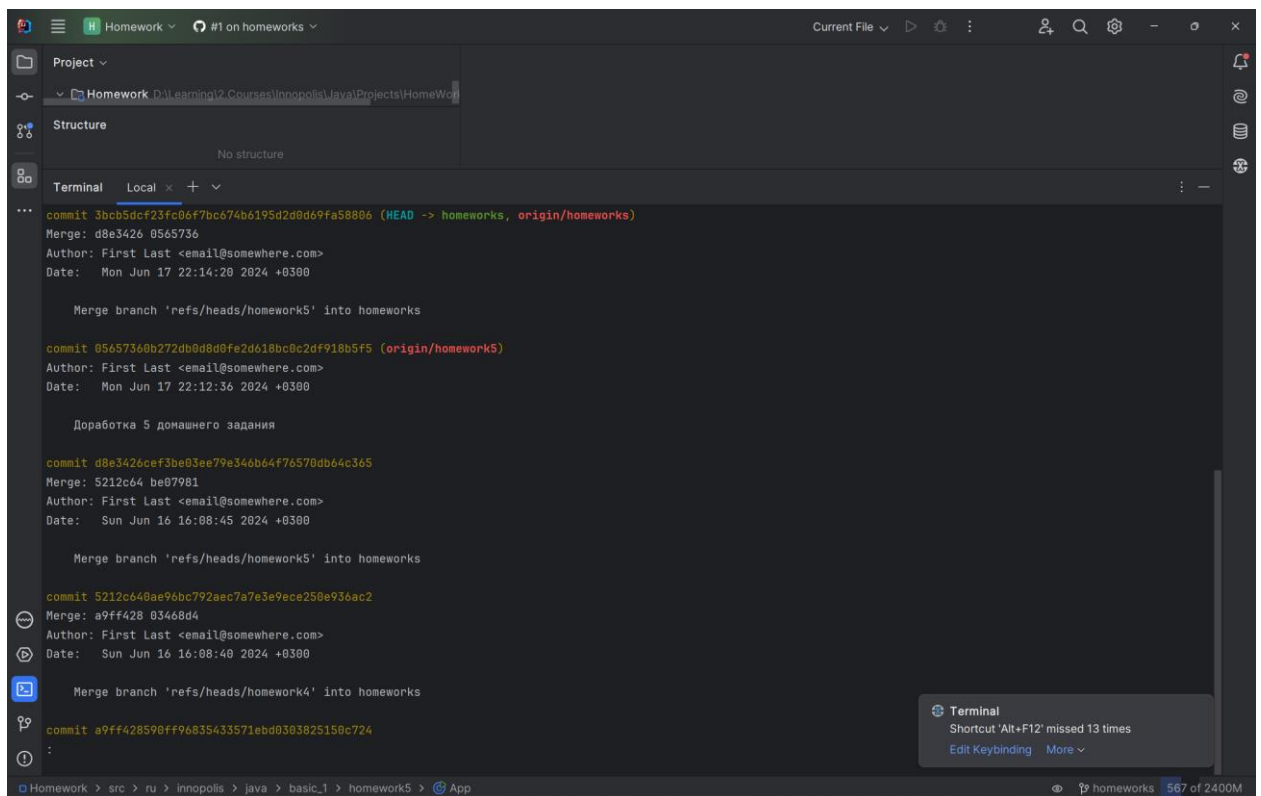 H Homework #1 on homeworks Current File
Project
Homework D:\Learning\2.Courses\Innopolis\Java\Projects\HomeWor
Structure
No structure
Terminal Local
commit 3bcb5dcf23fc06f7bc674b6195d2d0d69fa58806 (HEAD -> homeworks, origin/homeworks)
Merge: d8e3426 0565736
Author: First Last <email@somewhere.com>
Date: Mon Jun 17 22:14:20 2024 +0300
Merge branch 'refs/heads/homework5' into homeworks
commit 05657360b272db0d8d0fe2d618bc0c2df918b5f5 (origin/homework5)
Author: First Last <email@somewhere.com>
Date: Mon Jun 17 22:12:36 2024 +0300
Доработка 5 домашнего задания
commit d8e3426cef3be03ee79e346b64f76570db64c365
Merge: 5212c64 be07981
Author: First Last <email@somewhere.com>
Date: Sun Jun 16 16:08:45 2024 +0300
Merge branch 'refs/heads/homework5' into homeworks
commit 5212c640ae96bc792aec7a7e3e9ece250e936ac2
Merge: a9ff428 03468d4
Author: First Last <email@somewhere.com>
Date: Sun Jun 16 16:08:40 2024 +0300
Merge branch 'refs/heads/homework4' into homeworks
commit a9ff428590ff96835433571ebd0303825150c724
:
Terminal
Shortcut 'Alt+F12' missed 13 times
Edit Keybinding More
Homework > src > ru > innopolis > java > basic_1 > homework5 > App homeworks 567 of 2400M